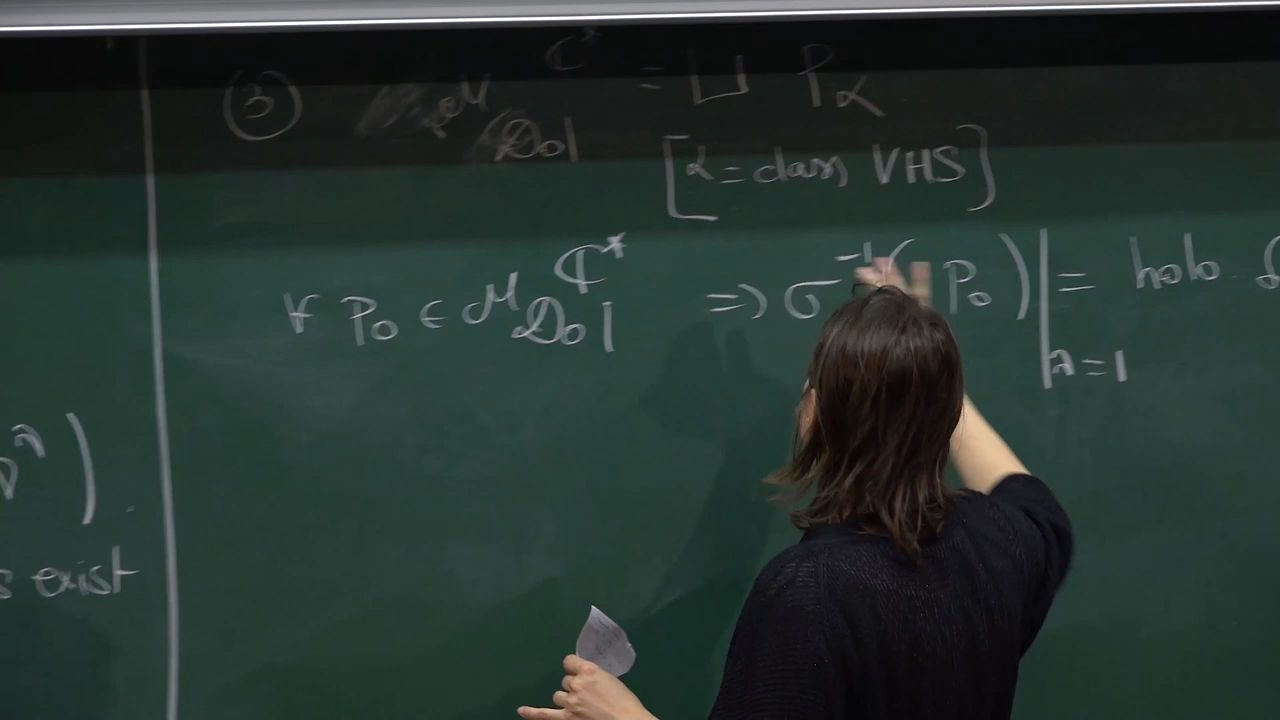 ③ M_Dol^{C*} = ⊔ P_α
[α = class VHS]
∀ P₀ ∈ M_Dol^{ℂ*} ⇒ σ⁻¹(P₀)|_{λ=1} = holo.
)
exist